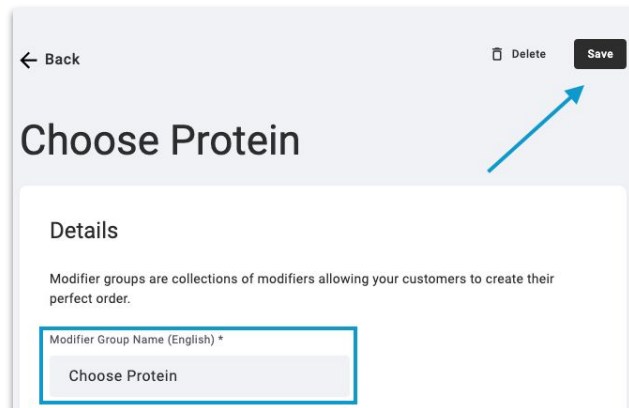 Back
Delete
Save
Choose Protein
Details
Modifier groups are collections of modifiers allowing your customers to create their
perfect order.
Modifier Group Name (English) *
Choose Protein